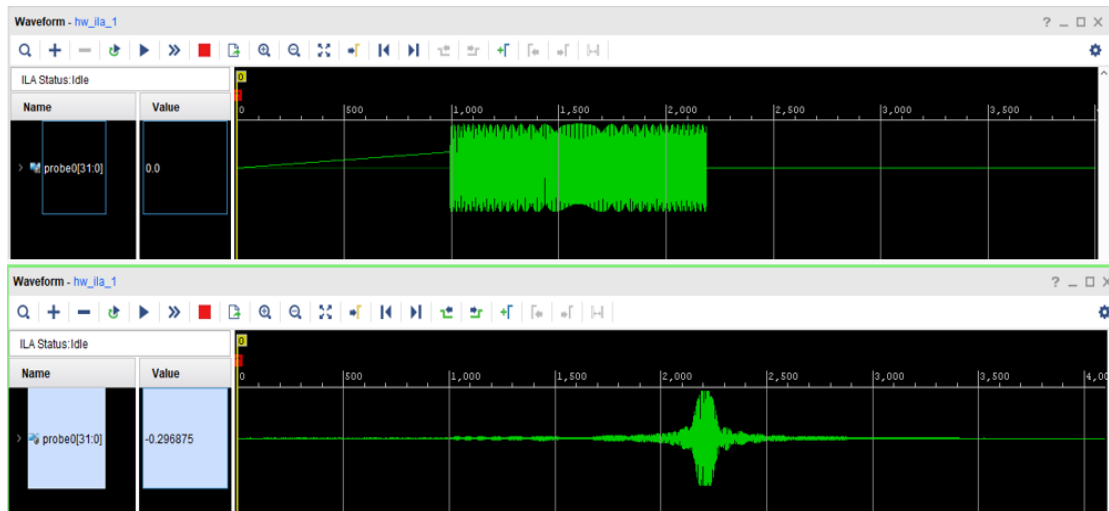 Waveform - hw_ila_1
? _ □ X
ILA Status:Idle
0
Name Value
0 500 1,000 1,500 2,000 2,500 3,000 3,500
probe0[31:0] 0.0
Waveform - hw_ila_1
? _ □ X
ILA Status:Idle
0
Name Value
0 500 1,000 1,500 2,000 2,500 3,000 3,500 4,00
probe0[31:0] -0.296875